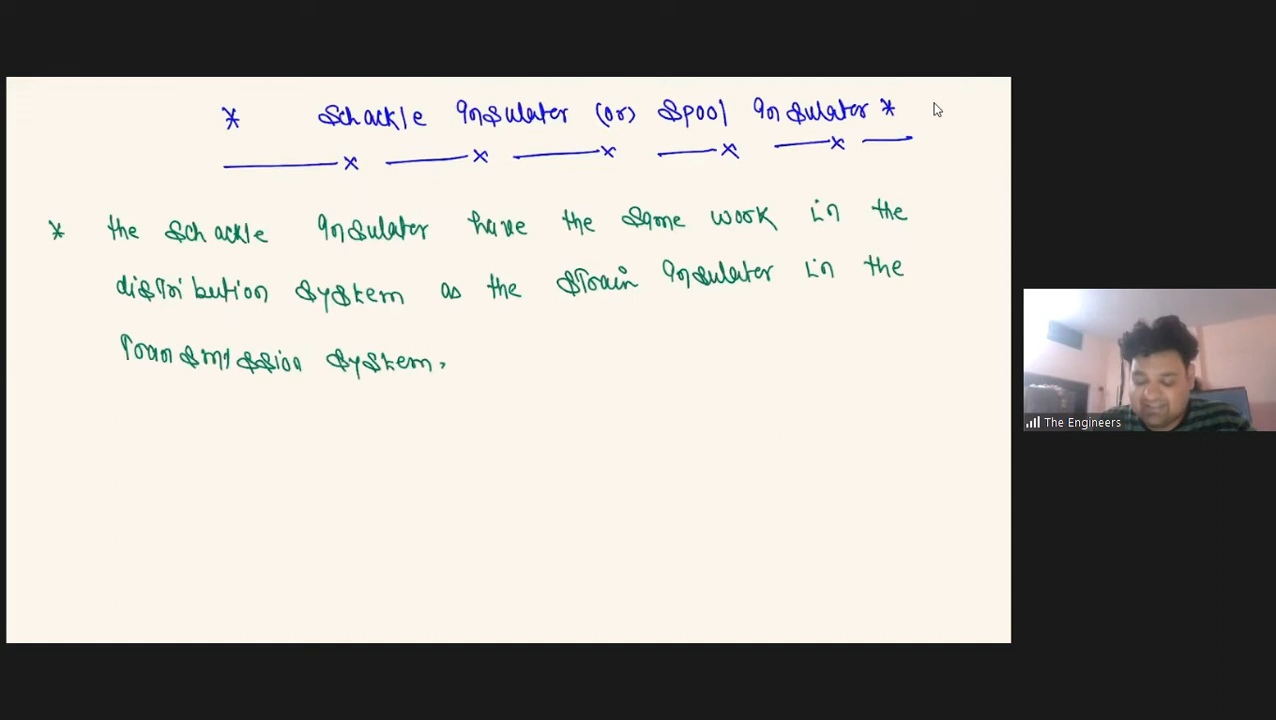 * Schackle Insulater (or) Spool Insulater *
* the Schackle Insulater have the Same work in the
distribution System as the STrain Insulater in the
Transmission System.
The Engineers